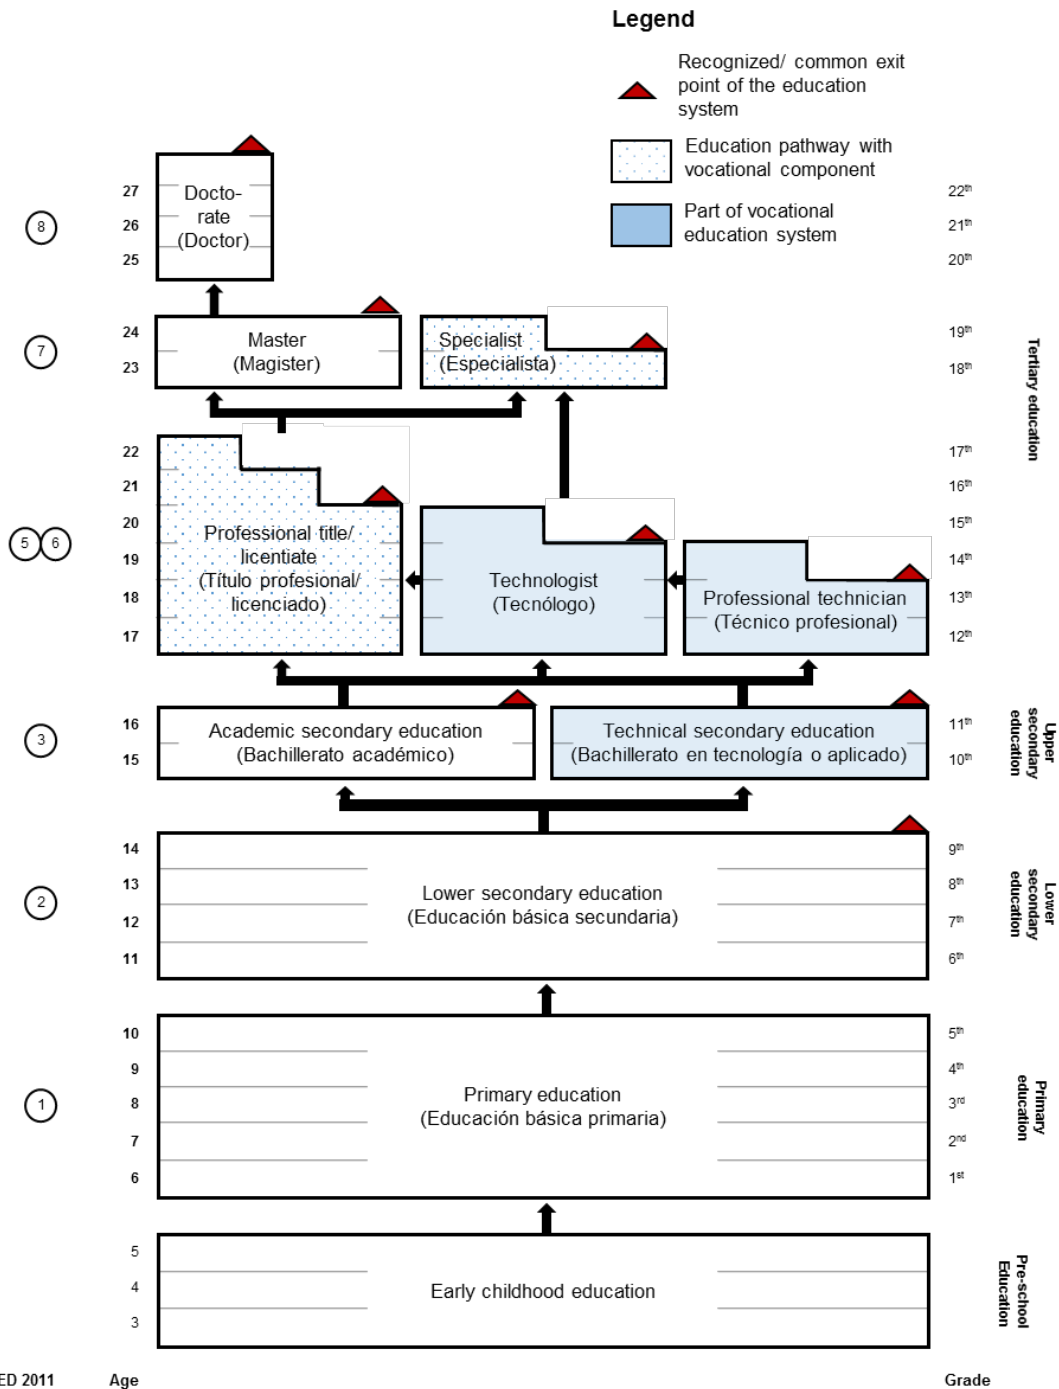 Legend
Recognized/ common exit
point of the education
system
Education pathway with
vocational component
Part of vocational
education system
8
27
26
25
Docto-
rate
(Doctor)
22th
21th
20th
7
24
23
Master
(Magister)
Specialist
(Especialista)
19th
18th
Tertiary education
5
6
22
21
20
19
18
17
Professional title/
licentiate
(Título profesional/
licenciado)
Technologist
(Tecnólogo)
Professional technician
(Técnico profesional)
17th
16th
15th
14th
13th
12th
3
16
15
Academic secondary education
(Bachillerato académico)
Technical secondary education
(Bachillerato en tecnología o aplicado)
11th
10th
Upper
secondary
education
2
14
13
12
11
Lower secondary education
(Educación básica secundaria)
9th
8th
7th
6th
Lower
secondary
education
1
10
9
8
7
6
Primary education
(Educación básica primaria)
5th
4th
3rd
2nd
1st
Primary
education
5
4
3
Early childhood education
Pre-school
Education
ED 2011
Age
Grade